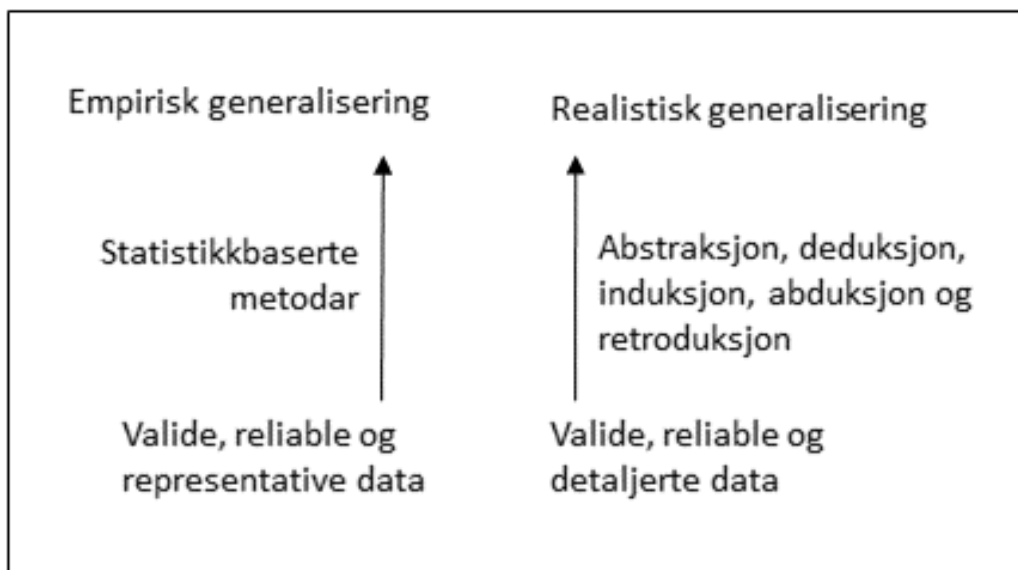 Empirisk generalisering
Statistikkbaserte
metodar
Valide, reliable og
representative data
Realistisk generalisering
Abstraksjon, deduksjon,
induksjon, abduksjon og
retroduksjon
Valide, reliable og
detaljerte data